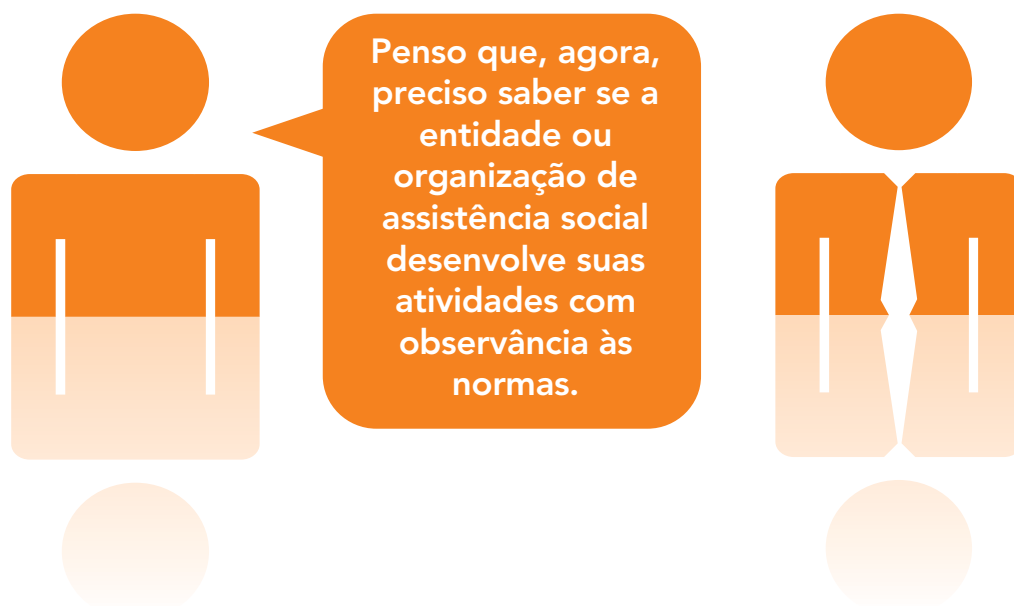 Penso que, agora,
preciso saber se a
entidade ou
organização de
assistência social
desenvolve suas
atividades com
observância às
normas.